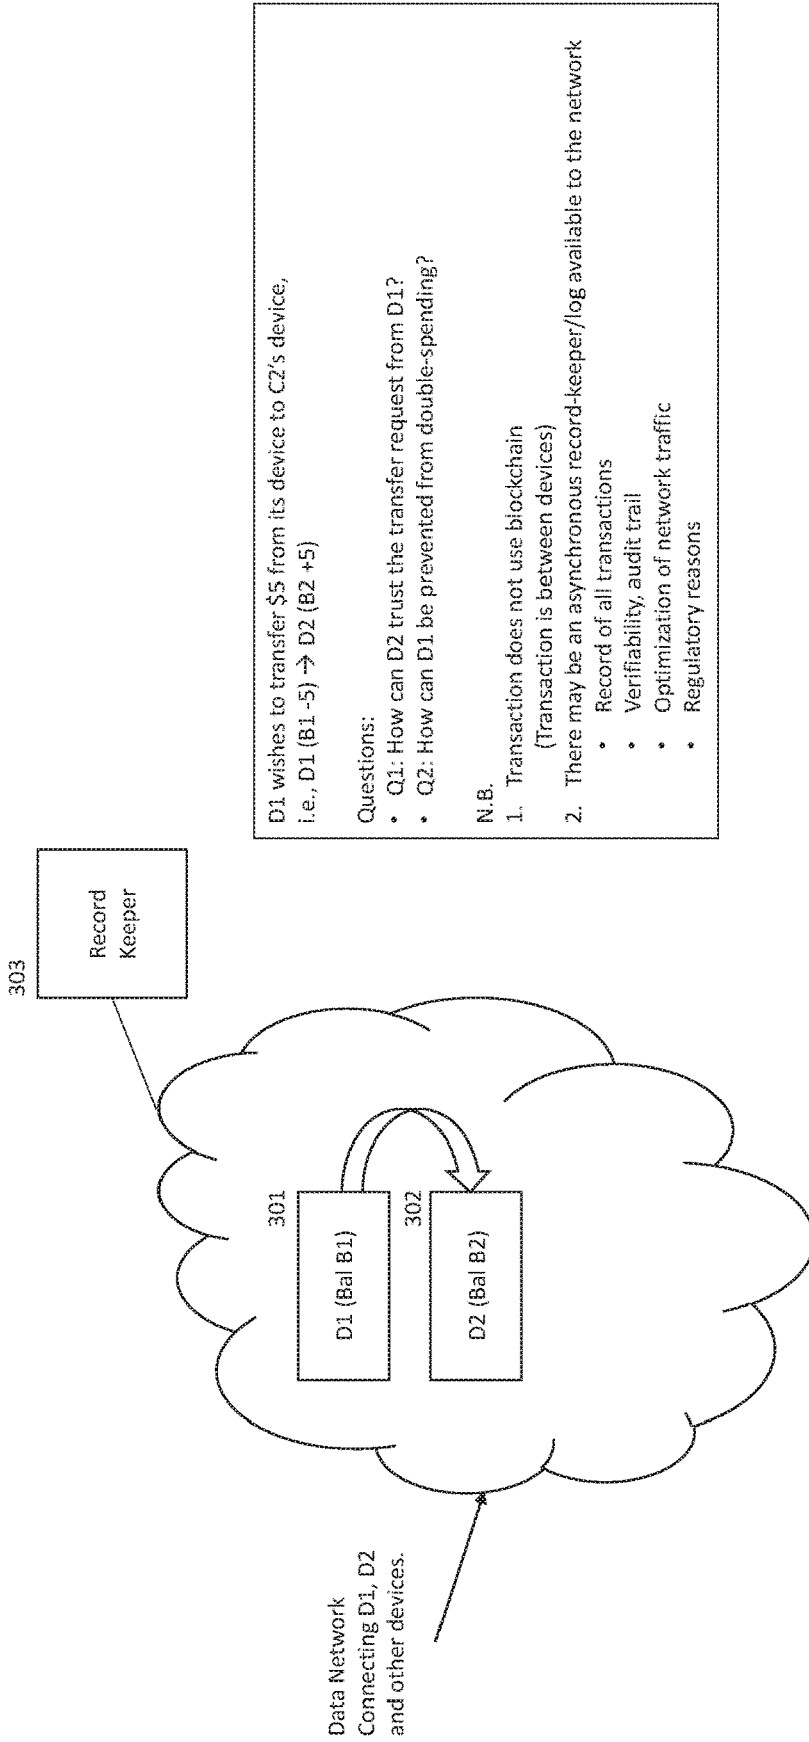 Data Network
Connecting D1, D2
and other devices.
301
D1 (Bal B1)
302
D2 (Bal B2)
303
Record
Keeper
D1 wishes to transfer $5 from its device to C2's device,
i.e., D1 (B1 -5) → D2 (B2 +5)
Questions:
• Q1: How can D2 trust the transfer request from D1?
• Q2: How can D1 be prevented from double-spending?
N.B.
1. Transaction does not use blockchain
(Transaction is between devices)
2. There may be an asynchronous record-keeper/log available to the network
• Record of all transactions
• Verifiability, audit trail
• Optimization of network traffic
• Regulatory reasons